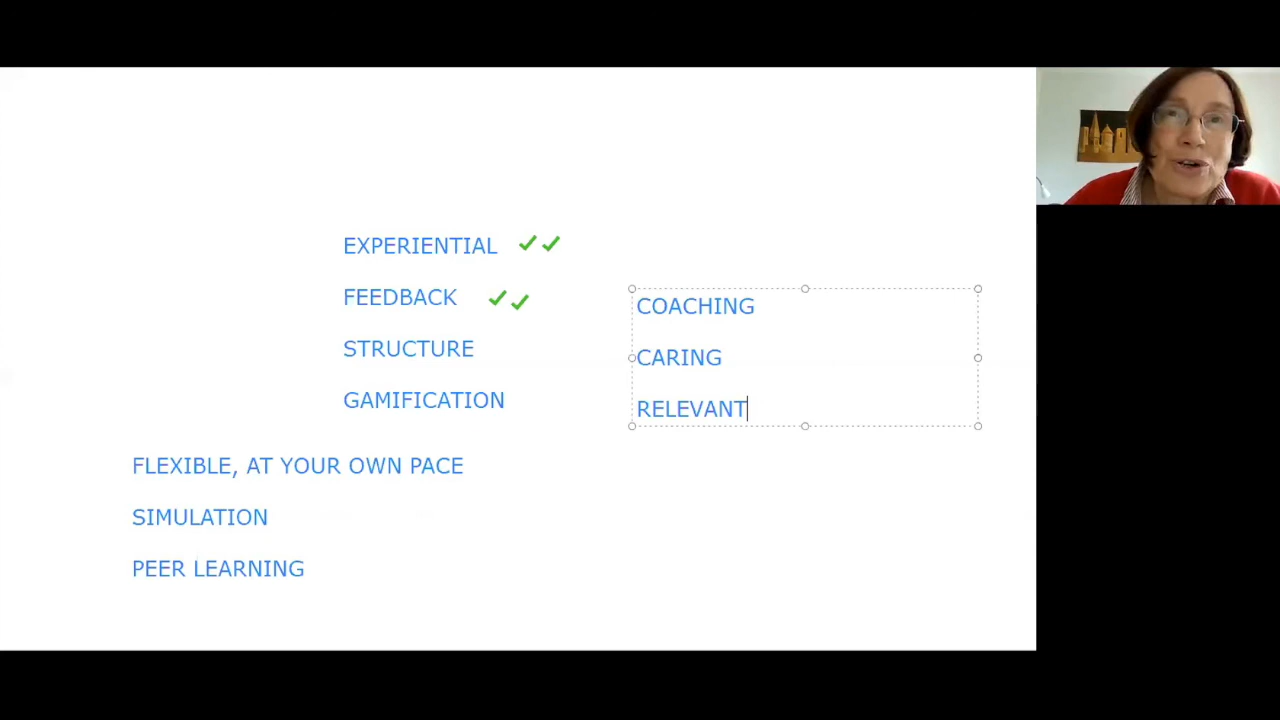 EXPERIENTIAL
FEEDBACK
STRUCTURE
GAMIFICATION
COACHING
CARING
RELEVANT
FLEXIBLE, AT YOUR OWN PACE
SIMULATION
PEER LEARNING